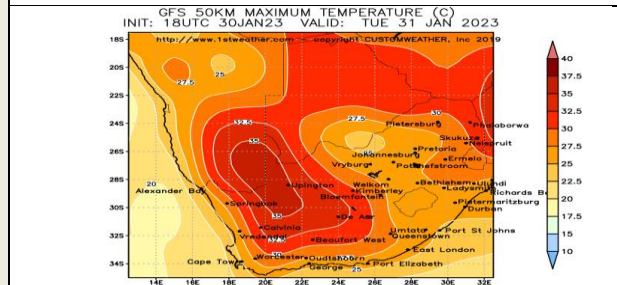 GFS 50KM MAXIMUM TEMPERATURE (C)
INIT: 18UTC 30JAN23 VALID: TUE 31 JAN 2023
http://www.1stweather.com copyright CUSTOMWEATHER, Inc 2019
18S
20S
22S
24S
26S
28S
30S
32S
34S
14E 16E 18E 20E 22E 24E 26E 28E 30E 32E
27.5
25
32.5
27.5
30
35
20
35
32.5
30
25
Pietersburg
Phalaborwa
Skukuza
Nelspruit
Pretoria
Johannesburg
Ermelo
Vryburg
Potchefstroom
Welkom
Bethlehem
Ulundi
Alexander Bay
Upington
Kimberley
Ladysmith
Richards Ba
Bloemfontein
Springbok
Pietermaritzburg
Durban
De Aar
Calvinia
Umtata
Port St Johns
Vredendal
Beaufort West
Queenstown
East London
Worcester
Oudtshoorn
Cape Town
George
Port Elizabeth
40
37.5
35
32.5
30
27.5
25
22.5
20
17.5
15
10